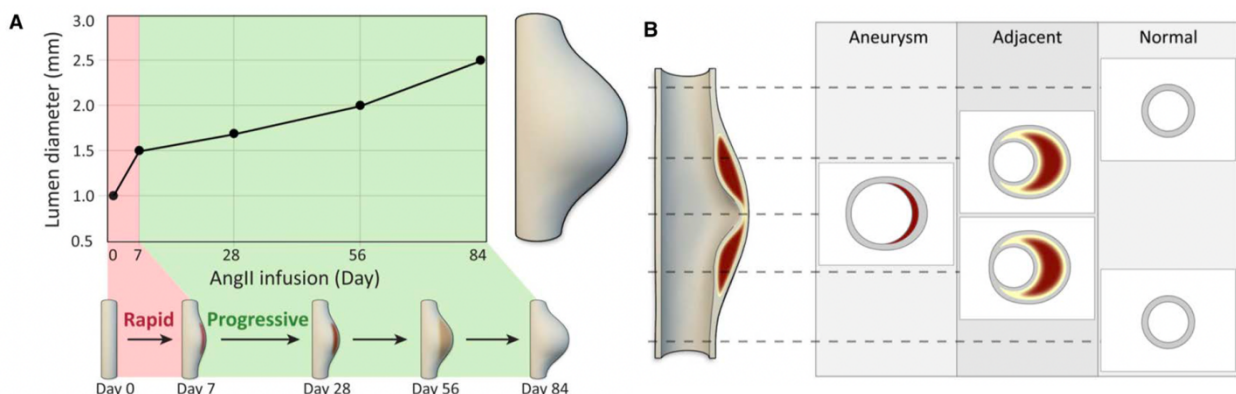 A
Lumen diameter (mm)
3.0
2.5
2.0
1.5
1.0
0.5
0 7 28 56 84
AngII infusion (Day)
Rapid Progressive
Day 0 Day 7 Day 28 Day 56 Day 84
B
Aneurysm Adjacent Normal